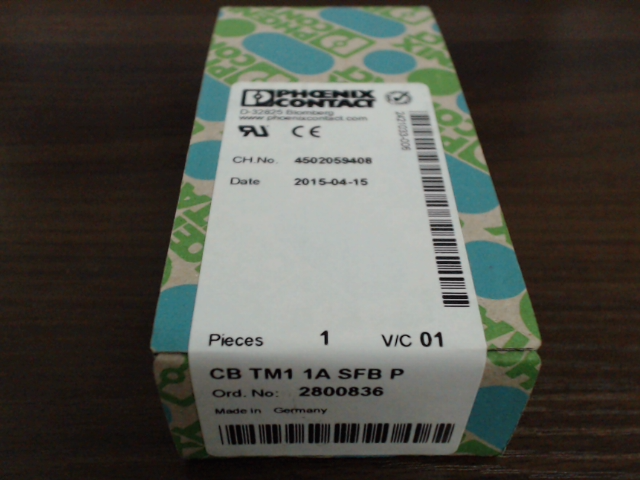 PHŒNIX
CONTACT
D-32825 Blomberg
www.phoenixcontact.com
CH.No. 4502059408
Date 2015-04-15
Pieces 1 V/C 01
CB TM1 1A SFB P
Ord. No: 2800836
Made in Germany